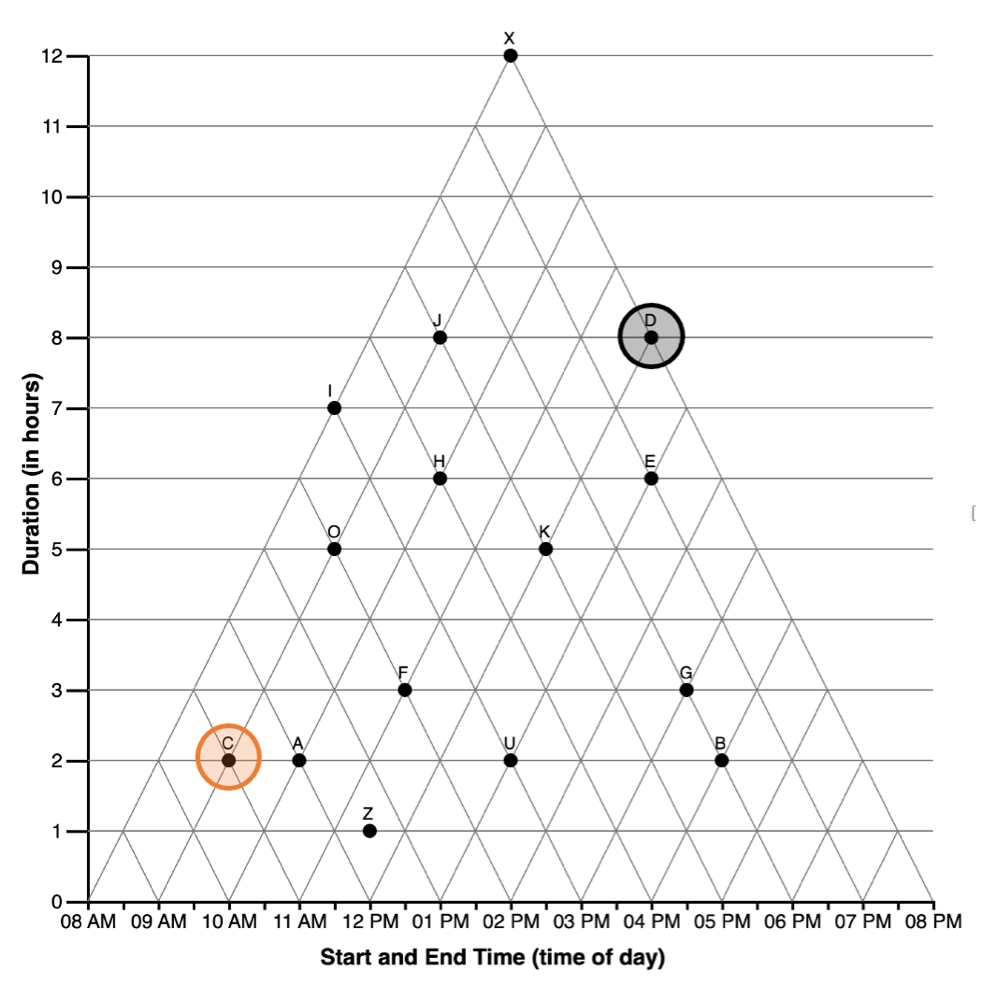 X
12
11
10
9
J
D
8
I
7
H
E
6
O
K
5
4
F
G
3
C
A
U
B
2
Z
1
0
08 AM 09 AM 10 AM 11 AM 12 PM 01 PM 02 PM 03 PM 04 PM 05 PM 06 PM 07 PM 08 PM
Start and End Time (time of day)
Duration (in hours)